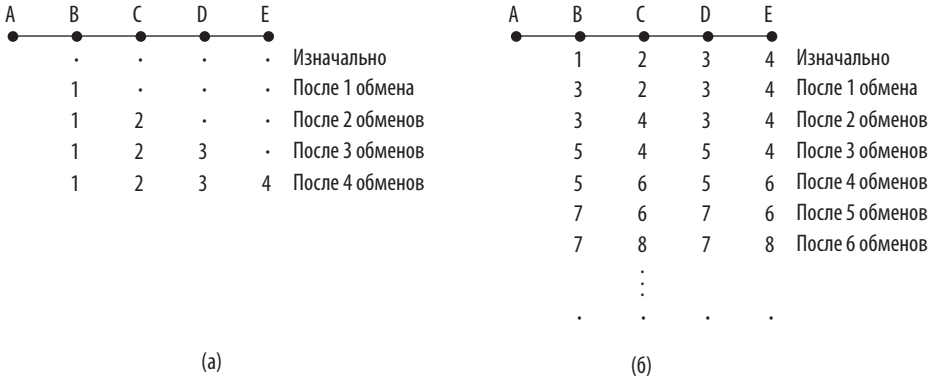 A B C D E
· · · · Изначально
1 · · · После 1 обмена
1 2 · · После 2 обменов
1 2 3 · После 3 обменов
1 2 3 4 После 4 обменов
(а)
A B C D E
1 2 3 4 Изначально
3 2 3 4 После 1 обмена
3 4 3 4 После 2 обменов
5 4 5 4 После 3 обменов
5 6 5 6 После 4 обменов
7 6 7 6 После 5 обменов
7 8 7 8 После 6 обменов
· · · ·
(б)